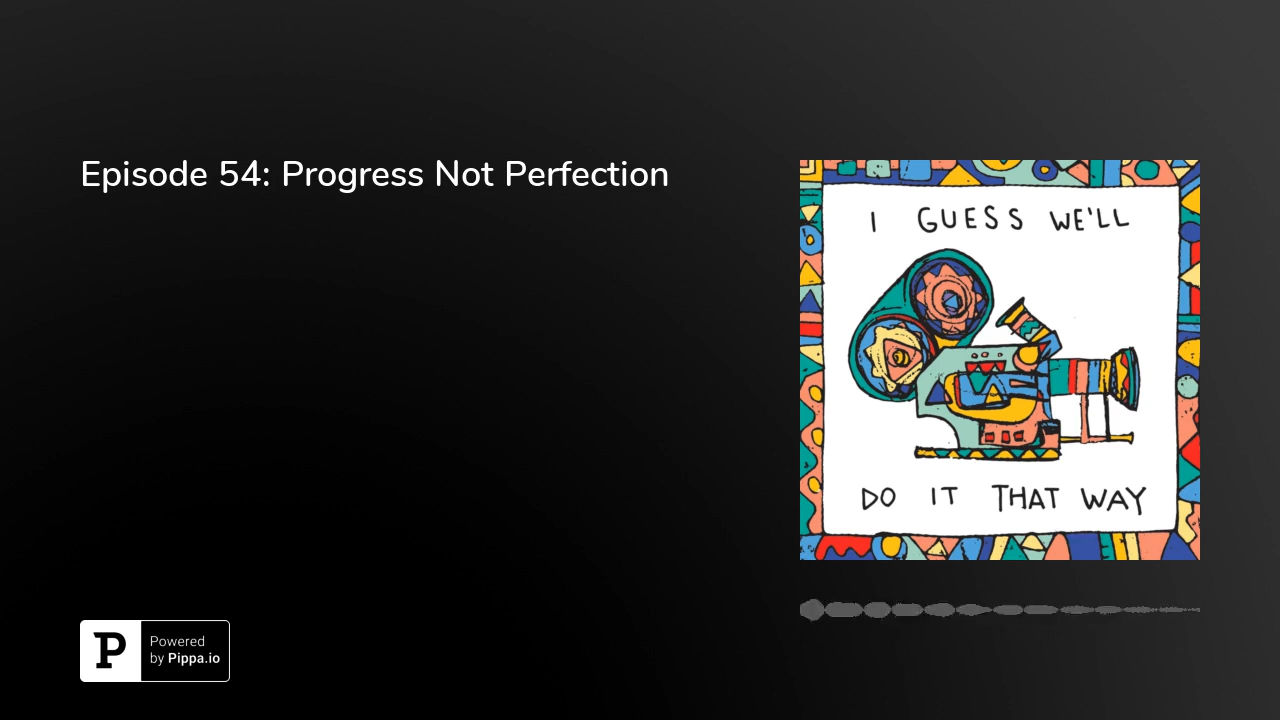 Episode 54: Progress Not Perfection
I GUESS WE'LL
DO IT THAT WAY
P
Powered
by Pippa.io